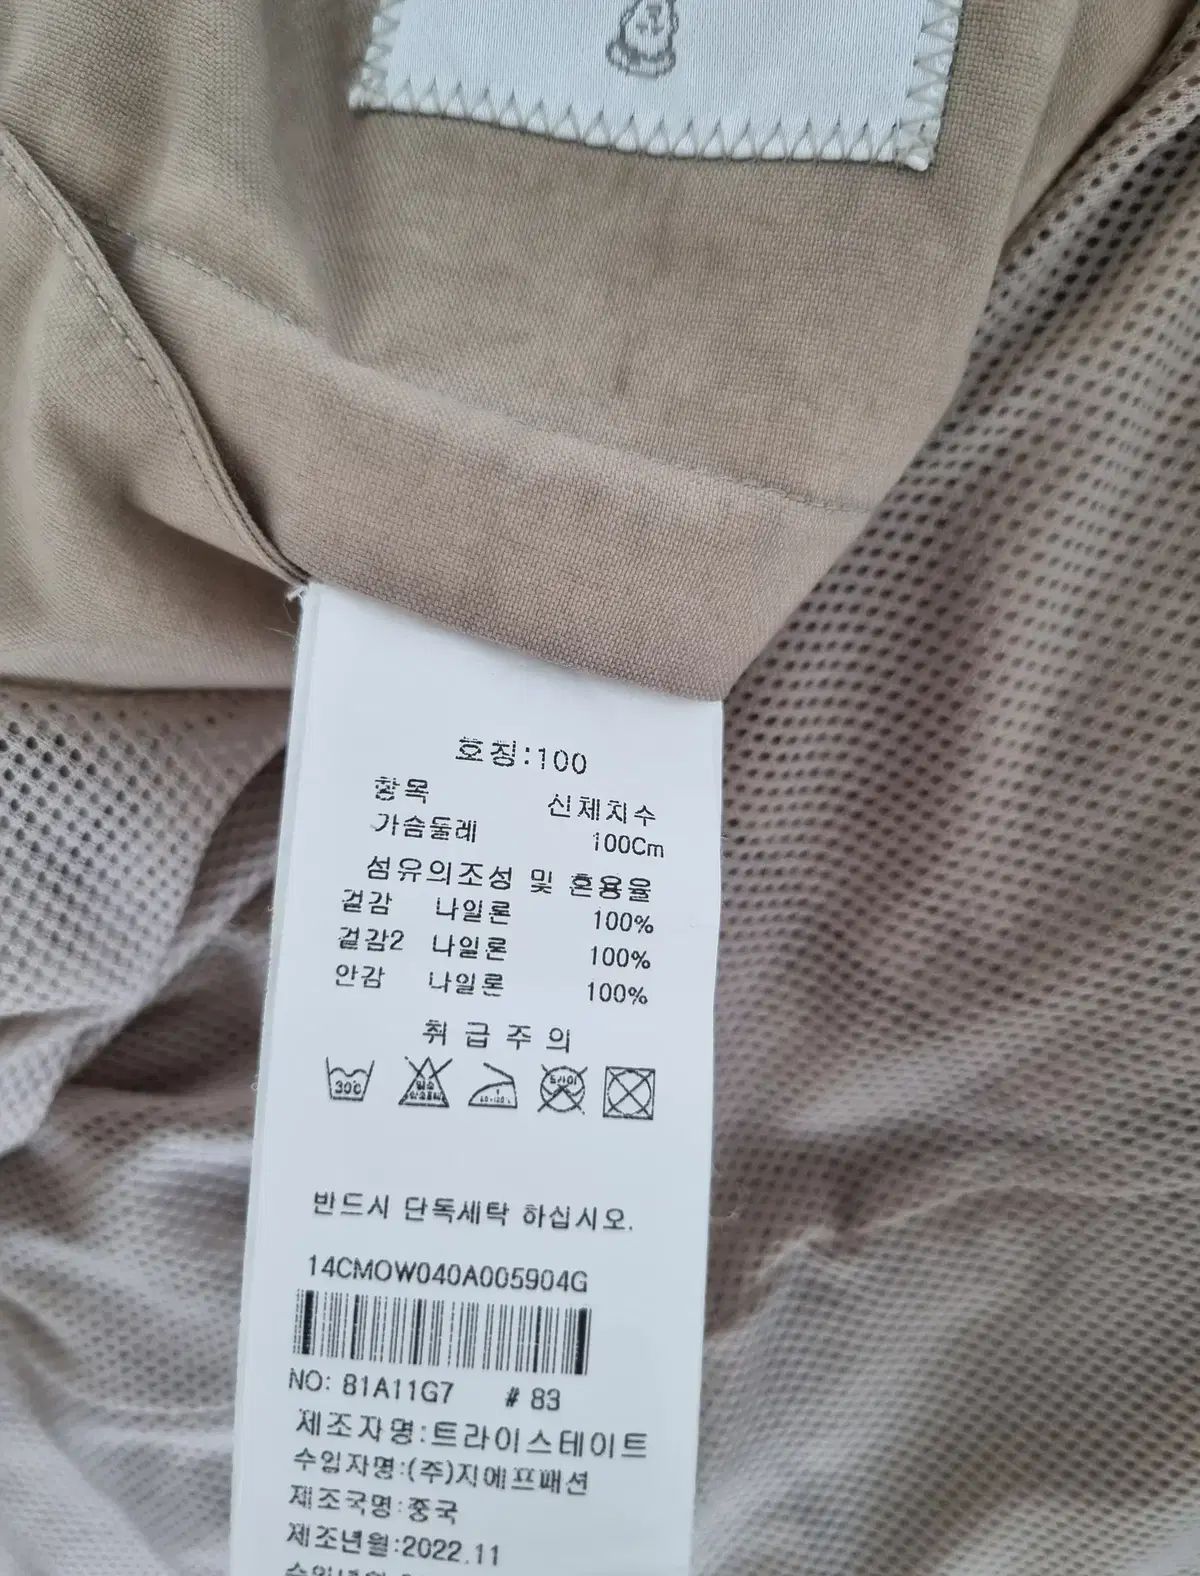 호칭:100
항목 신체치수
가슴둘레 100Cm
섬유의조성 및 혼용율
겉감 나일론 100%
겉감2 나일론 100%
안감 나일론 100%
취급주의
30℃ 드라이
반드시 단독세탁 하십시오.
14CMOW040A005904G
NO: 81A11G7 # 83
제조자명:트라이스테이트
수입자명:(주)지에프패션
제조국명:중국
제조년월:2022.11